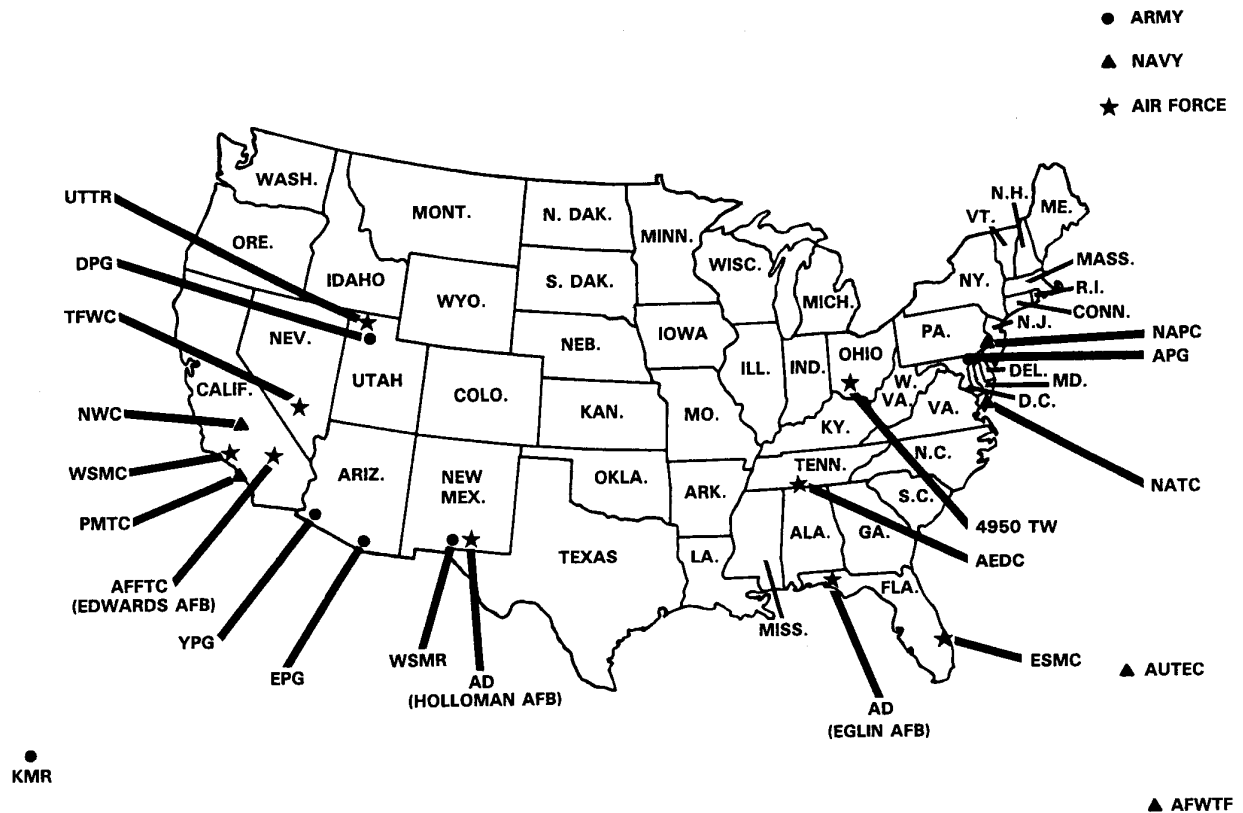 ARMY
NAVY
AIR FORCE
WASH.
MONT.
N. DAK.
MINN.
N.H.
ME.
VT.
UTTR
ORE.
IDAHO
WYO.
S. DAK.
WISC.
MICH.
NY.
MASS.
R.I.
CONN.
DPG
TFWC
NEV.
UTAH
NEB.
IOWA
ILL.
IND.
OHIO
PA.
N.J.
NAPC
APG
DEL.
MD.
D.C.
CALIF.
COLO.
KAN.
MO.
KY.
W.
VA.
VA.
NWC
WSMC
PMTC
ARIZ.
NEW
MEX.
OKLA.
ARK.
TENN.
N.C.
S.C.
NATC
4950 TW
AEDC
TEXAS
LA.
ALA.
GA.
FLA.
MISS.
AFFTC
(EDWARDS AFB)
YPG
EPG
WSMR
AD
(HOLLOMAN AFB)
AD
(EGLIN AFB)
ESMC
AUTEC
KMR
AFWTF